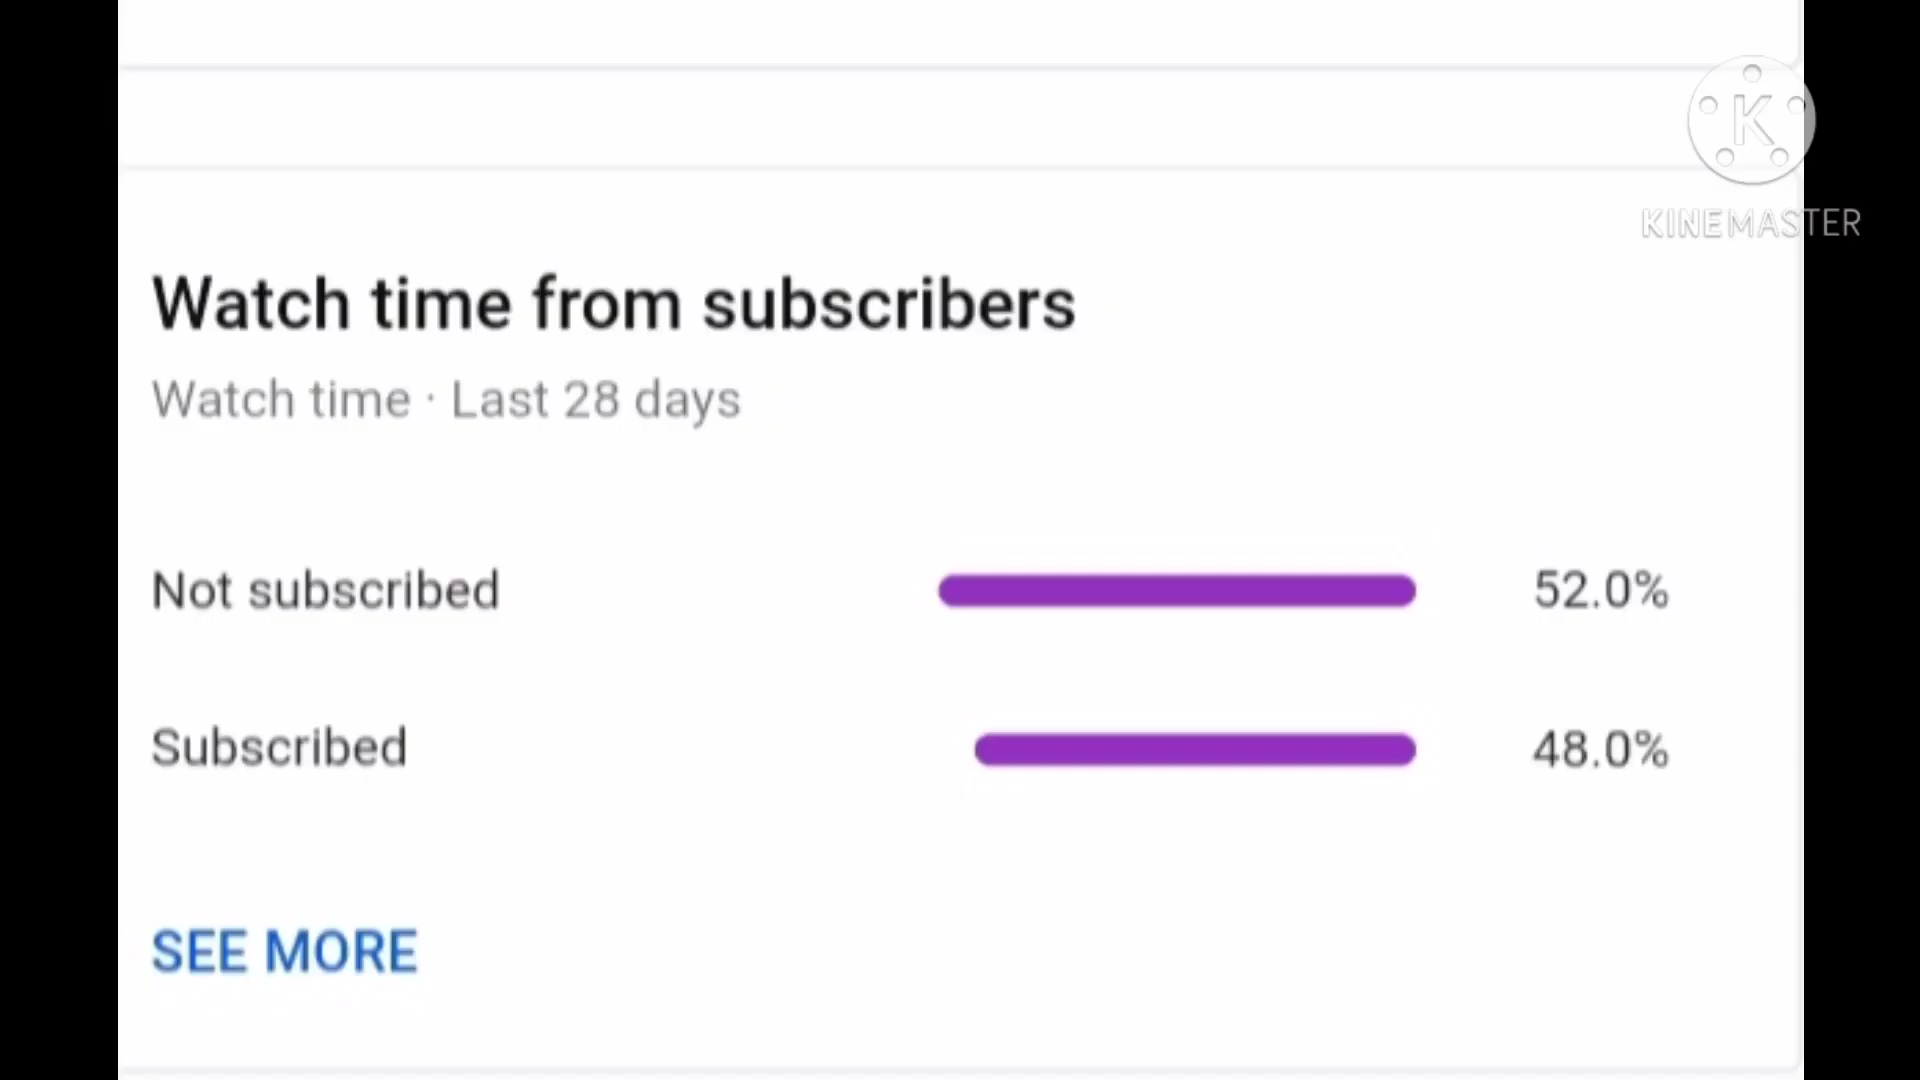 K
KINEMASTER
Watch time from subscribers
Watch time · Last 28 days
Not subscribed 52.0%
Subscribed 48.0%
SEE MORE